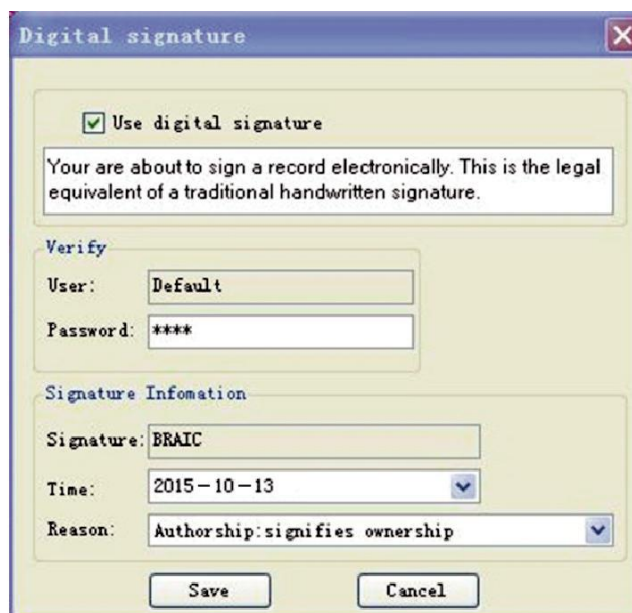 Digital signature
Use digital signature
Your are about to sign a record electronically. This is the legal
equivalent of a traditional handwritten signature.
Verify
User: Default
Password: ****
Signature Infomation
Signature: BRAIC
Time: 2015-10-13
Reason: Authorship:signifies ownership
Save Cancel